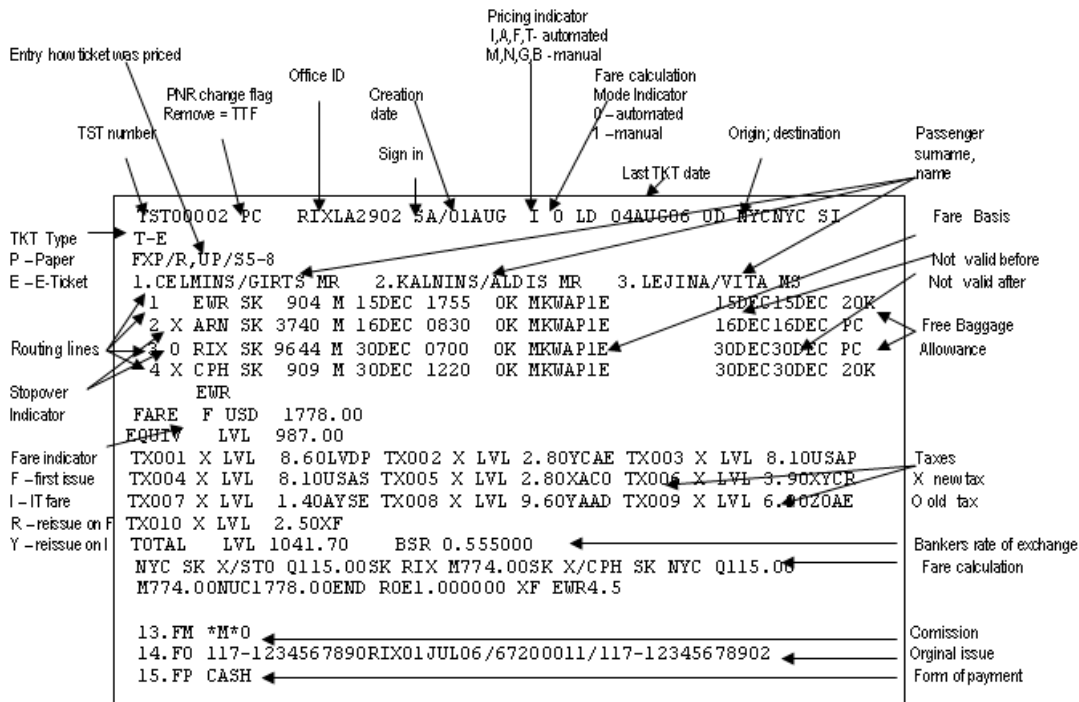 Pricing indicator
I,A,F,T- automated
M,N,G,B -manual
Entry how ticket was priced
Office ID
Fare calculation
Mode Indicator
0 – automated
1 – manual
PNR change flag
Remove = TTF
Creation
date
TST number
Sign in
Origin; destination
Passenger
surname,
name
Last TKT date
TST00002 PC RIXLA2902 SA/01AUG I 0 LD 04AUG06 OD NYCNYC SI
Fare Basis
TKT Type
T-E
P – Paper
FXP/R,UP/S5-8
Not valid before
E – E-Ticket
1.CELMINS/GIRTS MR 2.KALNINS/ALDIS MR 3.LEJINA/VITA MS
Not valid after
1 EWR SK 904 M 15DEC 1755 OK MKWAP1E 15DEC15DEC 20K
2 X ARN SK 3740 M 16DEC 0830 OK MKWAP1E 16DEC16DEC PC
Free Baggage
Allowance
Routing lines
3 O RIX SK 9644 M 30DEC 0700 OK MKWAP1E 30DEC30DEC PC
4 X CPH SK 909 M 30DEC 1220 OK MKWAP1E 30DEC30DEC 20K
Stopover
Indicator
EWR
FARE F USD 1778.00
EQUIV LVL 987.00
Fare indicator
TX001 X LVL 8.60LVDP TX002 X LVL 2.80YCAE TX003 X LVL 8.10USAP
Taxes
F – first issue
TX004 X LVL 8.10USAS TX005 X LVL 2.80XACO TX006 X LVL 3.90XYCR
X new tax
I – IT fare
TX007 X LVL 1.40AYSE TX008 X LVL 9.60YAAD TX009 X LVL ZOAE
O old tax
R – reissue on F
TX010 X LVL 2.50XF
Y – reissue on I
TOTAL LVL 1041.70 BSR 0.555000
Bankers rate of exchange
NYC SK X/STO Q115.00SK RIX M774.00SK X/CPH SK NYC Q115.00
Fare calculation
M774.00NUC1778.00END ROE1.000000 XF EWR4.5
13.FM *M*0
Comission
14.FO 117-1234567890RIX01JUL06/67200011/117-12345678902
Orginal issue
15.FP CASH
Form of payment